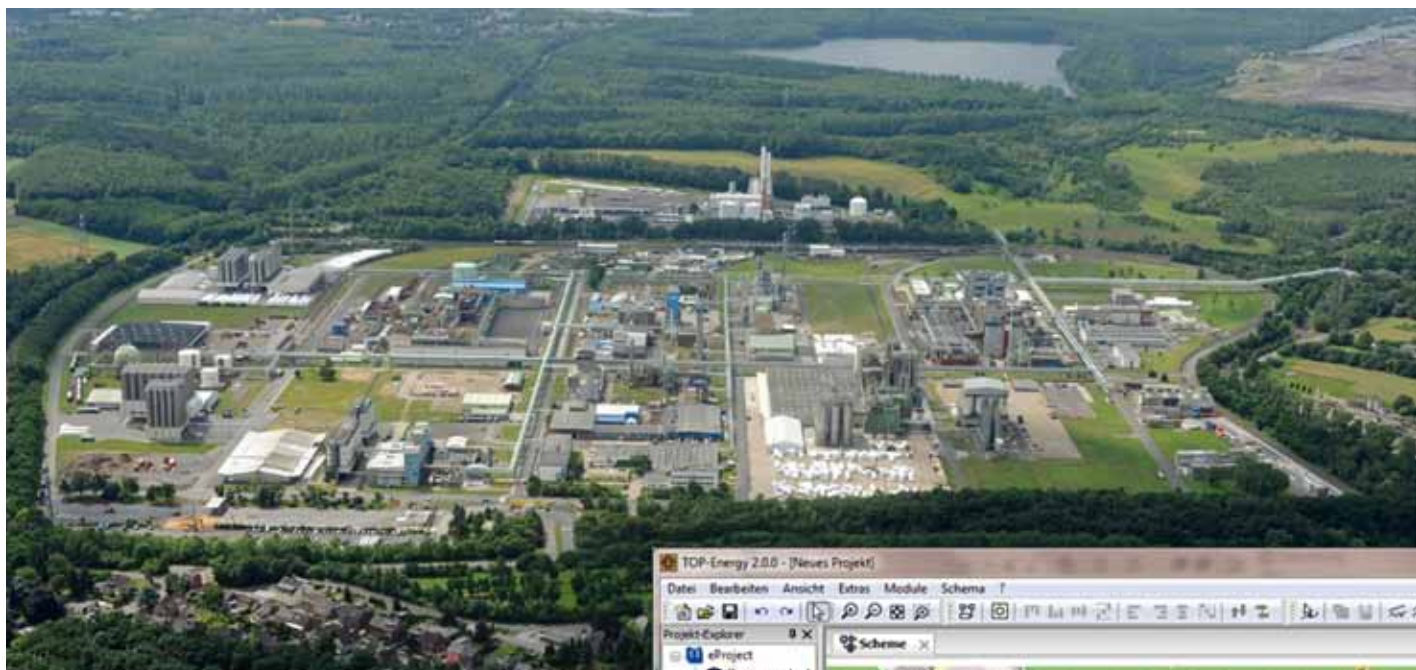 TOP-Energy 2.0.0 - [Neues Projekt]
Datei Bearbeiten Ansicht Extras Module Schema ?
Projekt-Explorer
Scheme
eProject